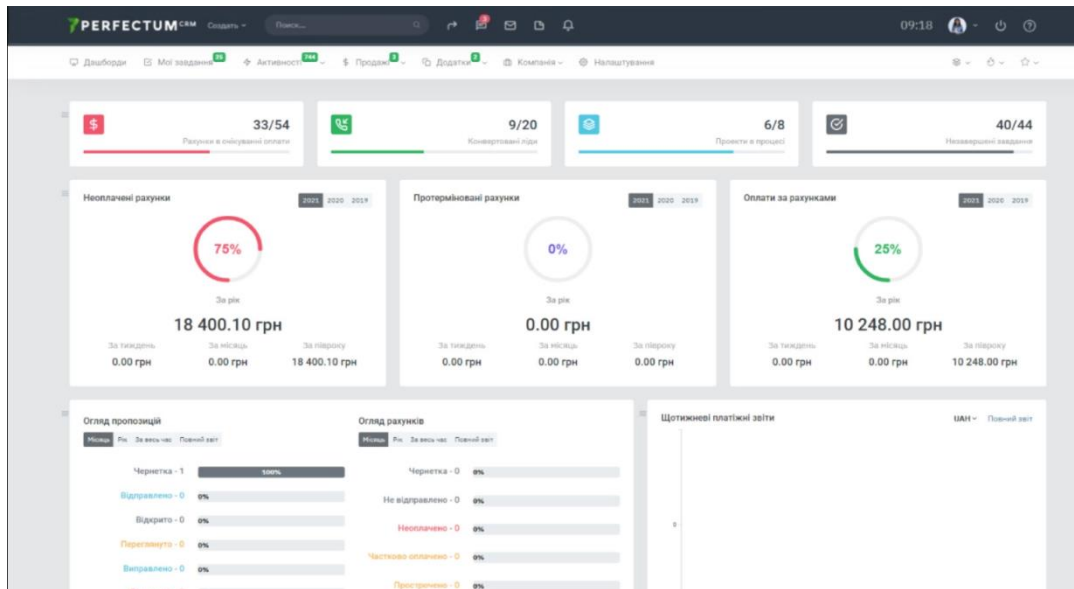 PERFECTUM CRM Создать Поиск... 3 09:18
Дашборди Мої завдання 25 Активності 744 $ Продажі 3 Додатки 2 Компанія Налаштування
$ 33/54 9/20 6/8 40/44
Рахунки в очікуванні оплати Конвертовані ліди Проекти в процесі Незавершені завдання
Неоплачені рахунки 2021 2020 2019 Протерміновані рахунки 2021 2020 2019 Оплати за рахунками 2021 2020 2019
75% 0% 25%
За рік За рік За рік
18 400.10 грн 0.00 грн 10 248.00 грн
За тиждень За місяць За півроку За тиждень За місяць За півроку За тиждень За місяць За півроку
0.00 грн 0.00 грн 18 400.10 грн 0.00 грн 0.00 грн 0.00 грн 0.00 грн 0.00 грн 10 248.00 грн
Огляд пропозицій Огляд рахунків Щотижневі платіжні звіти UAH Повний звіт
Місяць Рік За весь час Повний звіт Місяць Рік За весь час Повний звіт
Чернетка - 1 100% Чернетка - 0 0%
Відправлено - 0 0% Не відправлено - 0 0%
Відкрито - 0 0% Неоплачено - 0 0%
0
Переглянуто - 0 0% Частково оплачено - 0 0%
Виправлено - 0 0% Прострочено - 0 0%